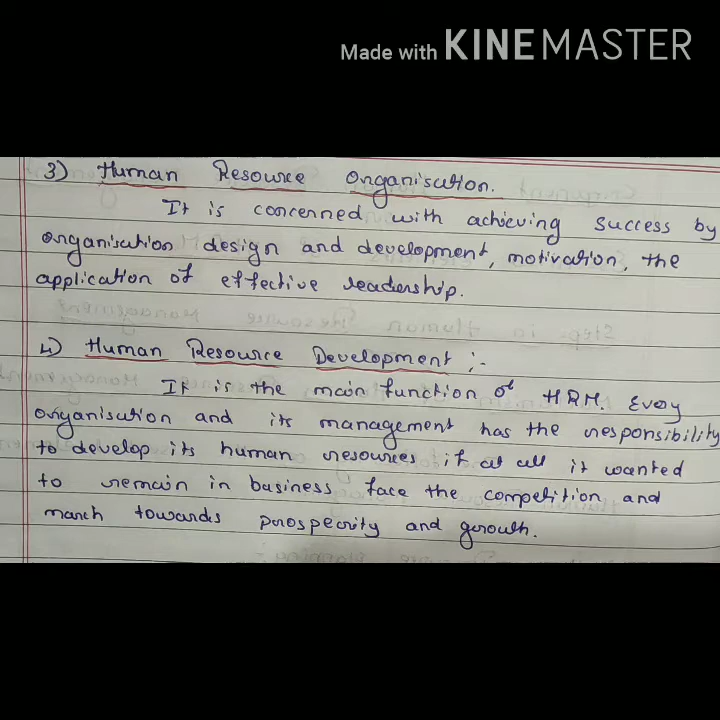 Made with KINEMASTER
3) Human Resource Organisation.
It is concerned with achieving success by
organisation design and development, motivation, the
application of effective leadership.
4) Human Resource Development :-
It is the main function of HRM. Every
organisation and its management has the responsibility
to develop its human resources if at all it wanted
to remain in business face the competition and
march towards prosperity and growth.